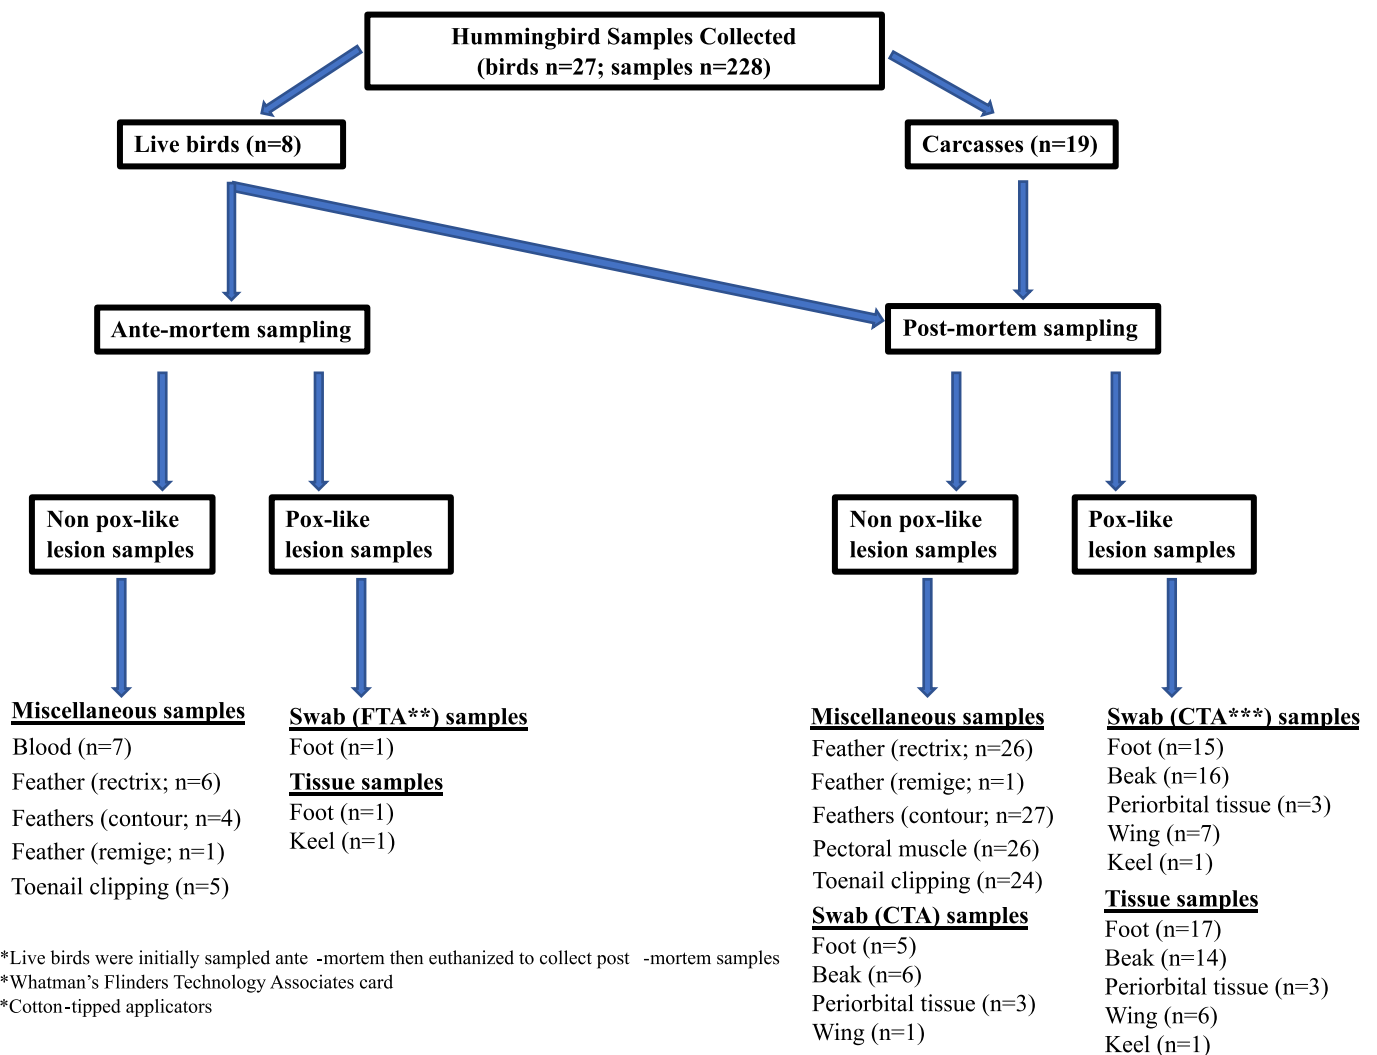 Hummingbird Samples Collected
(birds n=27; samples n=228)
Live birds (n=8)
Carcasses (n=19)
Ante-mortem sampling
Post-mortem sampling
Non pox-like
lesion samples
Pox-like
lesion samples
Non pox-like
lesion samples
Pox-like
lesion samples
Miscellaneous samples
Blood (n=7)
Feather (rectrix; n=6)
Feathers (contour; n=4)
Feather (remige; n=1)
Toenail clipping (n=5)
Swab (FTA**) samples
Foot (n=1)
Tissue samples
Foot (n=1)
Keel (n=1)
Miscellaneous samples
Feather (rectrix; n=26)
Feather (remige; n=1)
Feathers (contour; n=27)
Pectoral muscle (n=26)
Toenail clipping (n=24)
Swab (CTA) samples
Foot (n=5)
Beak (n=6)
Periorbital tissue (n=3)
Wing (n=1)
Swab (CTA***) samples
Foot (n=15)
Beak (n=16)
Periorbital tissue (n=3)
Wing (n=7)
Keel (n=1)
Tissue samples
Foot (n=17)
Beak (n=14)
Periorbital tissue (n=3)
Wing (n=6)
Keel (n=1)
*Live birds were initially sampled ante -mortem then euthanized to collect post -mortem samples
*Whatman's Flinders Technology Associates card
*Cotton-tipped applicators